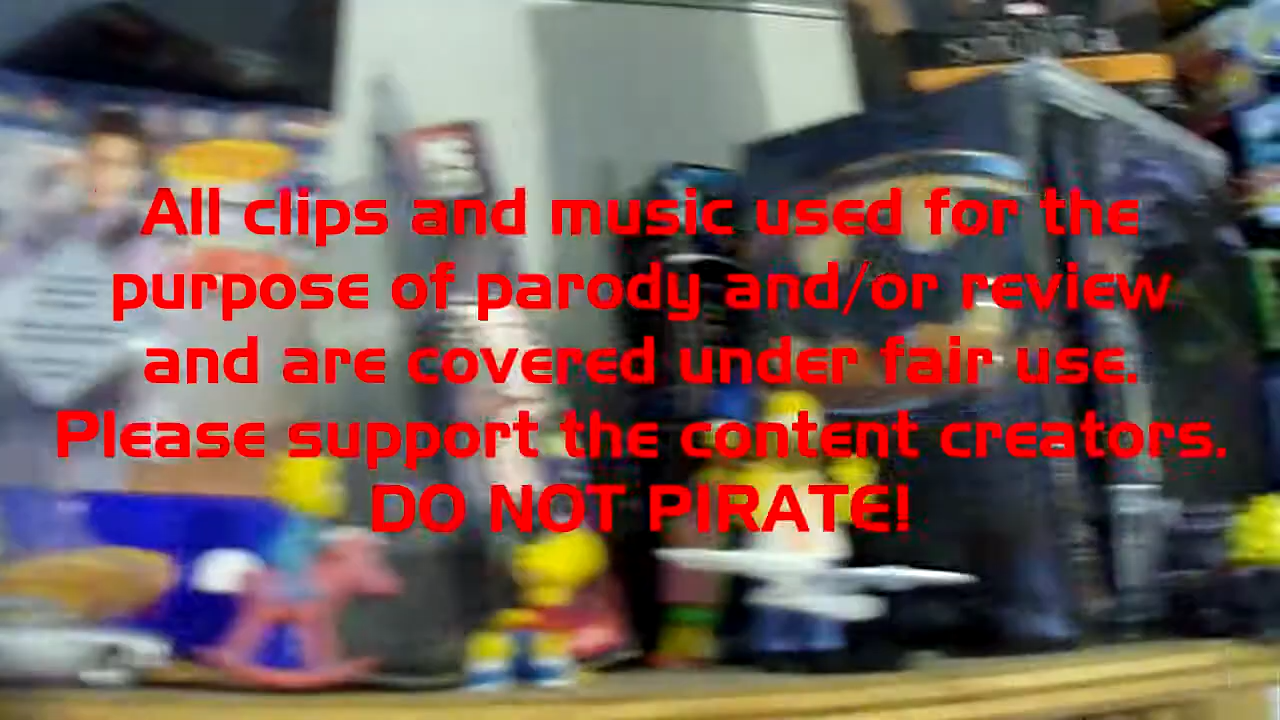 All clips and music used for the
purpose of parody and/or review
and are covered under fair use.
Please support the content creators.
DO NOT PIRATE!